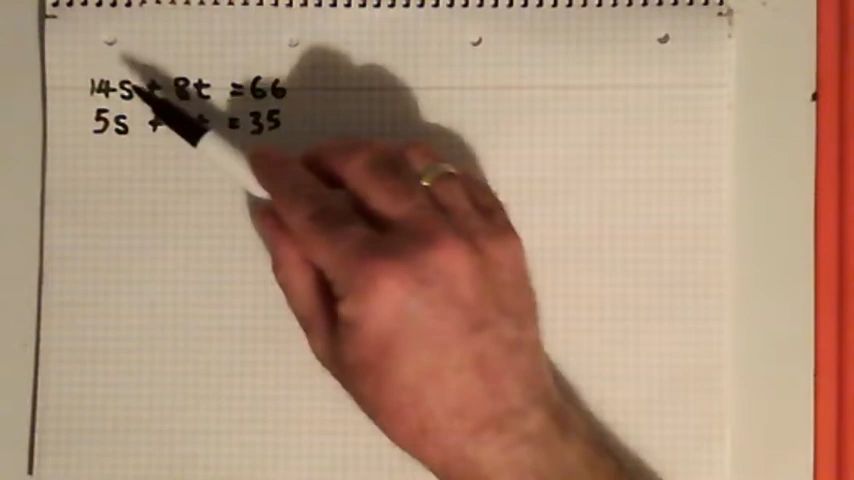 14s + 8t = 66
5s + t = 35